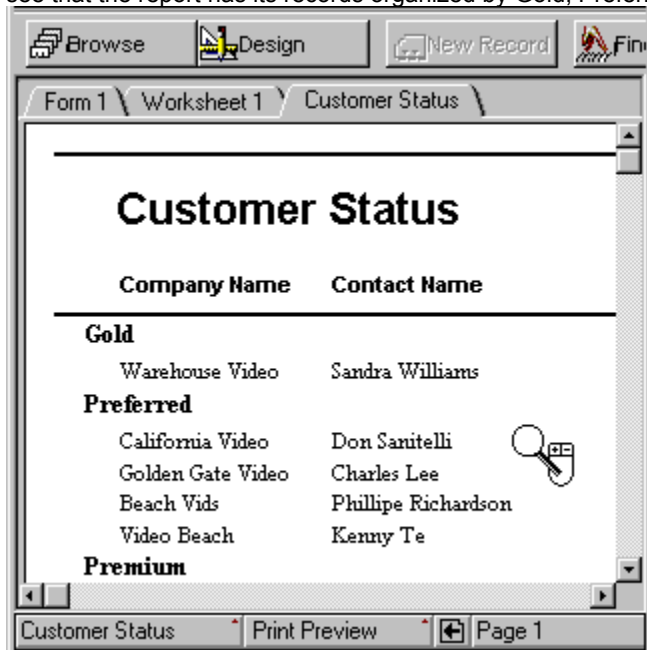 see that the report has its records organized by Gold, Prefer
Browse Design New Record Fin
Form 1 Worksheet 1 Customer Status
Customer Status
Company Name Contact Name
Gold
Warehouse Video Sandra Williams
Preferred
California Video Don Sanitelli
Golden Gate Video Charles Lee
Beach Vids Phillipe Richardson
Video Beach Kenny Te
Premium
Customer Status Print Preview Page 1